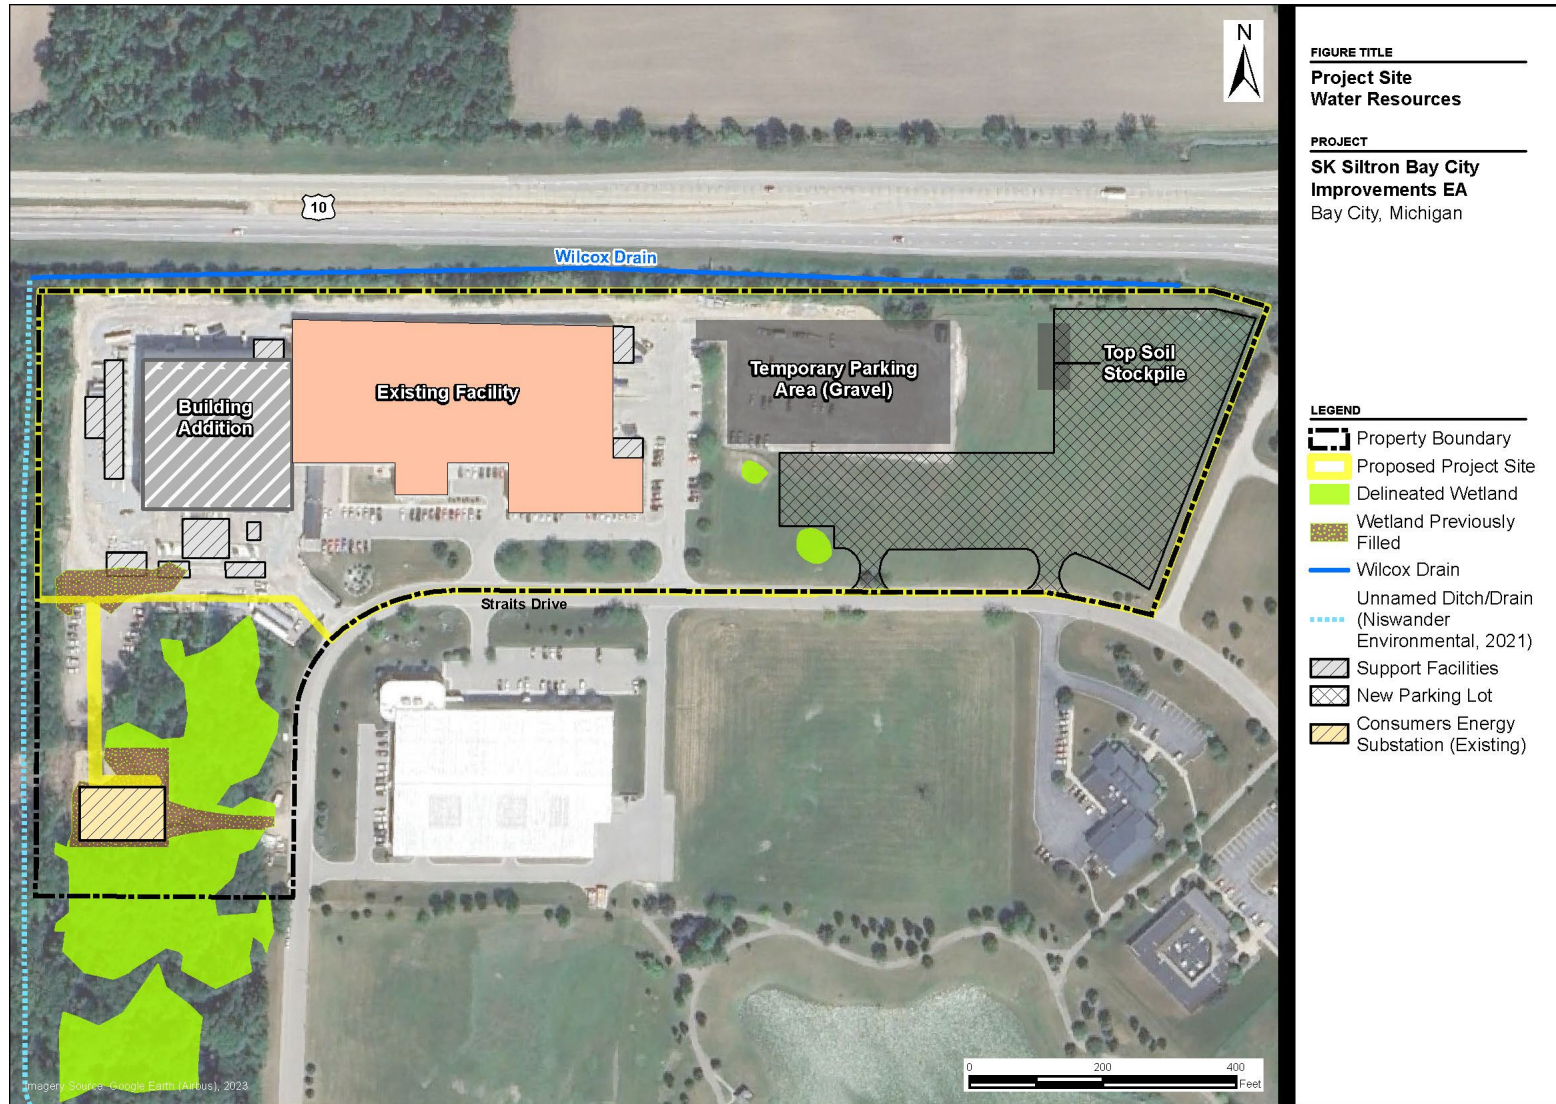 N
10
Wilcox Drain
Building
Addition
Existing Facility
Temporary Parking
Area (Gravel)
Top Soil
Stockpile
Straits Drive
Imagery Source: Google Earth (Airbus), 2023
0 200 400
Feet
FIGURE TITLE
Project Site
Water Resources
PROJECT
SK Siltron Bay City
Improvements EA
Bay City, Michigan
LEGEND
Property Boundary
Proposed Project Site
Delineated Wetland
Wetland Previously
Filled
Wilcox Drain
Unnamed Ditch/Drain
(Niswander
Environmental, 2021)
Support Facilities
New Parking Lot
Consumers Energy
Substation (Existing)